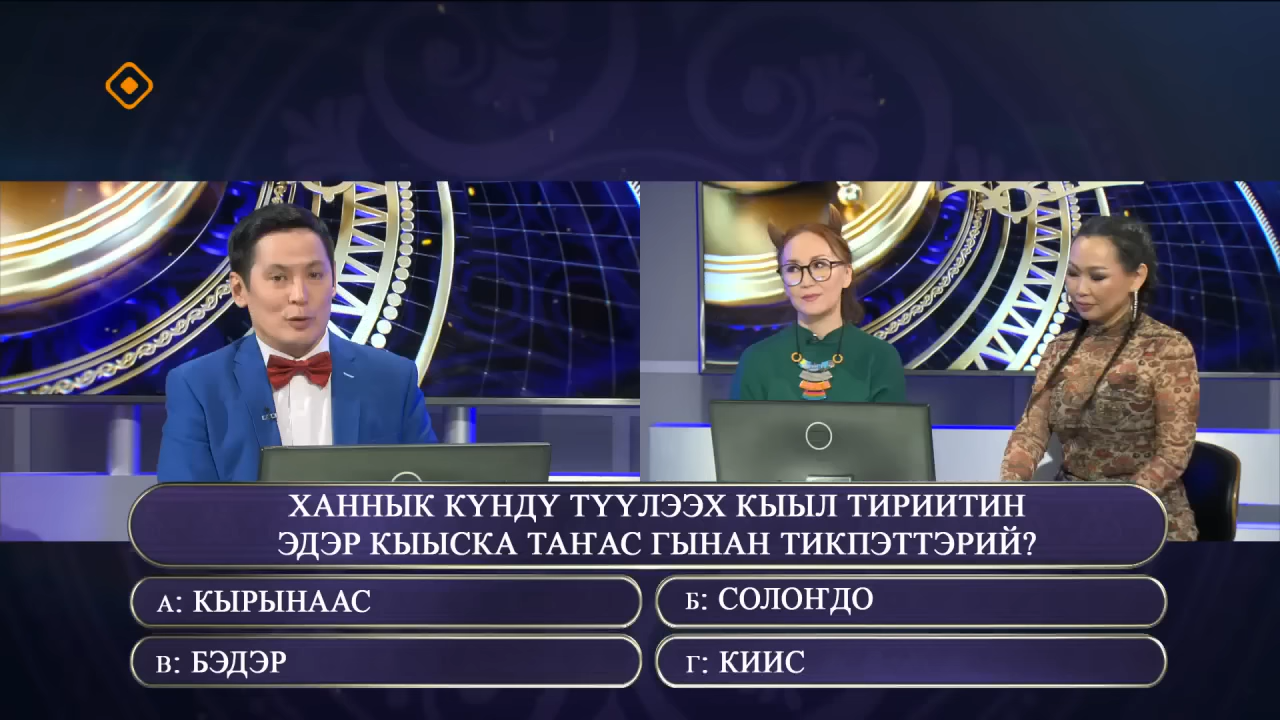 ХАННЫК КҮНДҮ ТҮҮЛЭЭХ КЫЫЛ ТИРИИТИН
ЭДЭР КЫЫСКА ТАҤАС ГЫНАН ТИКПЭТТЭРИЙ?
А: КЫРЫНААС
Б: СОЛОҤДО
В: БЭДЭР
Г: КИИС